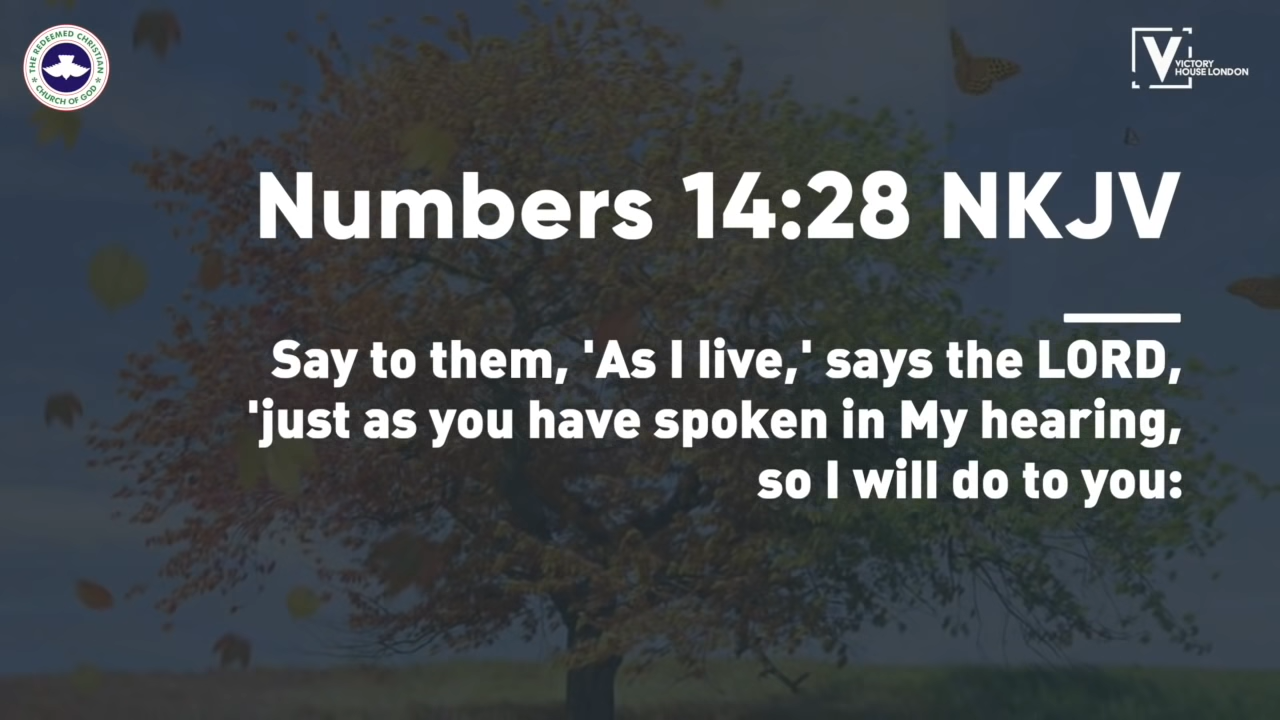 THE REDEEMED CHRISTIAN
CHURCH OF GOD
V
VICTORY
HOUSE LONDON
Numbers 14:28 NKJV
Say to them, 'As I live,' says the LORD,
'just as you have spoken in My hearing,
so I will do to you: